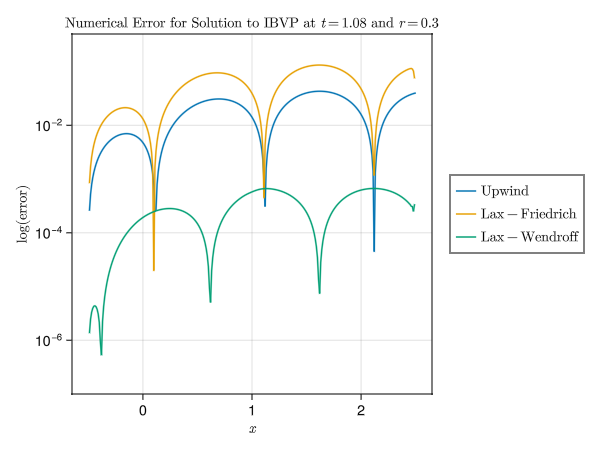 Numerical Error for Solution to IBVP at t = 1.08 and r = 0.3
log(error)
10⁻²
10⁻⁴
10⁻⁶
0 1 2
x
Upwind
Lax − Friedrich
Lax − Wendroff